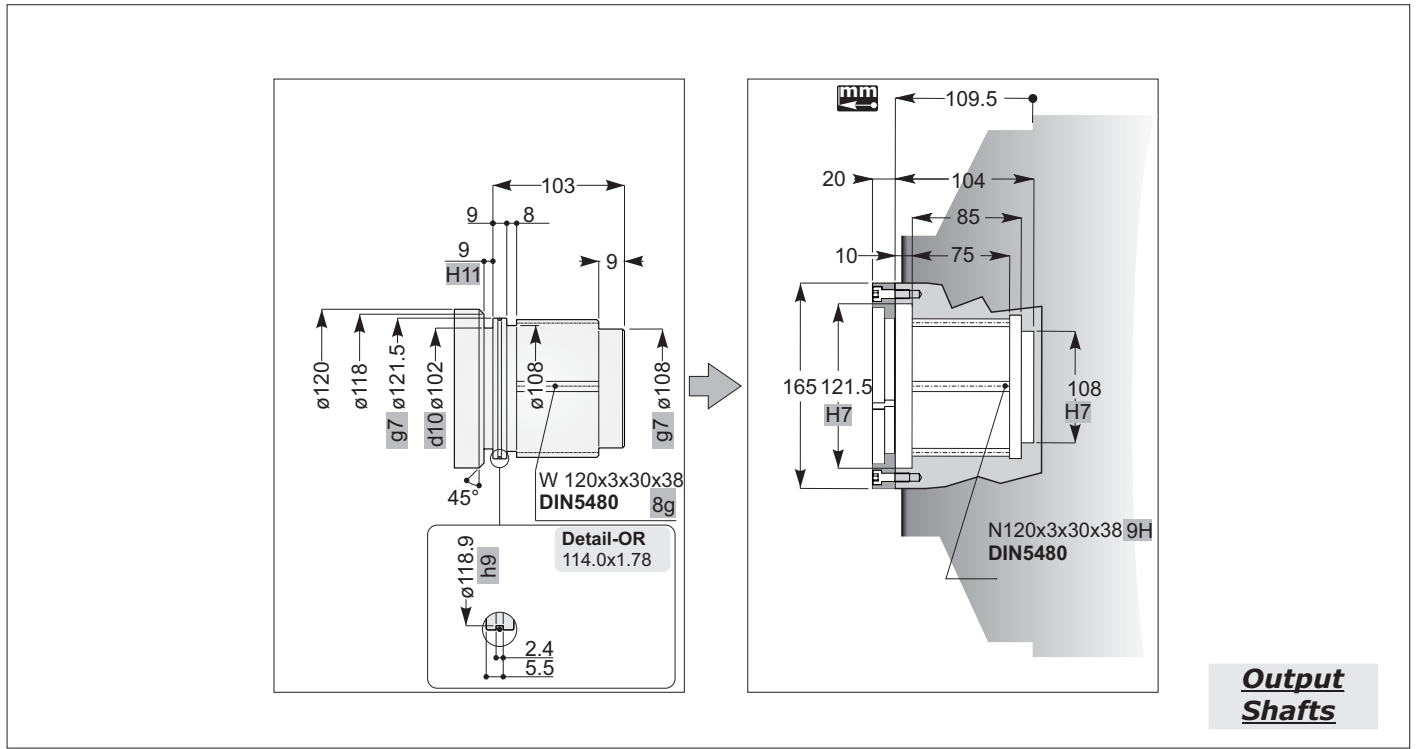 103
9
8
9
H11
9
ø120
ø118
ø121.5
g7
ø102
d10
ø108
ø108
g7
45°
W 120x3x30x38
DIN5480
8g
Detail-OR
114.0x1.78
ø118.9
h9
2.4
5.5
mm
109.5
20
104
85
10
75
165
121.5
H7
108
H7
N120x3x30x38 9H
DIN5480
Output
Shafts